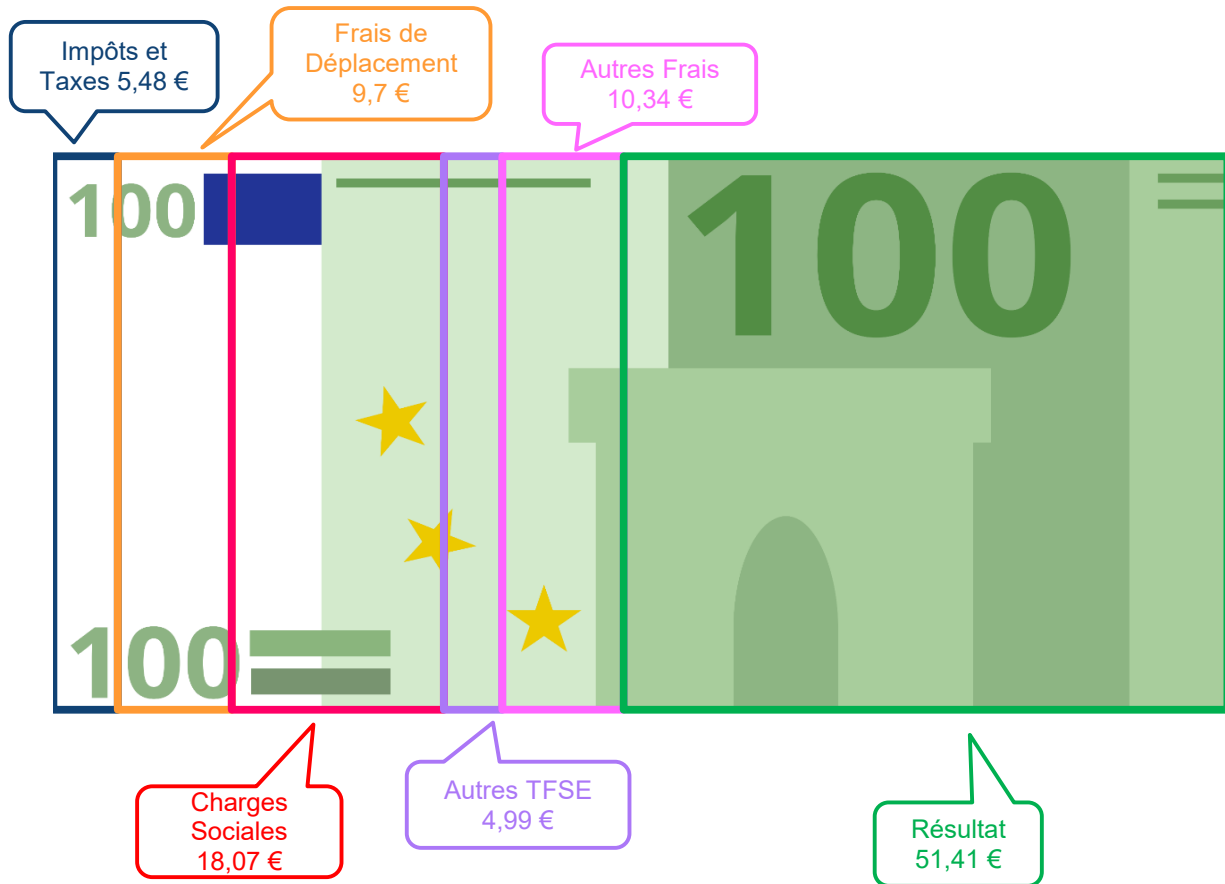 Impôts et
Taxes 5,48 €
Frais de
Déplacement
9,7 €
Autres Frais
10,34 €
100
100
100
Charges
Sociales
18,07 €
Autres TFSE
4,99 €
Résultat
51,41 €